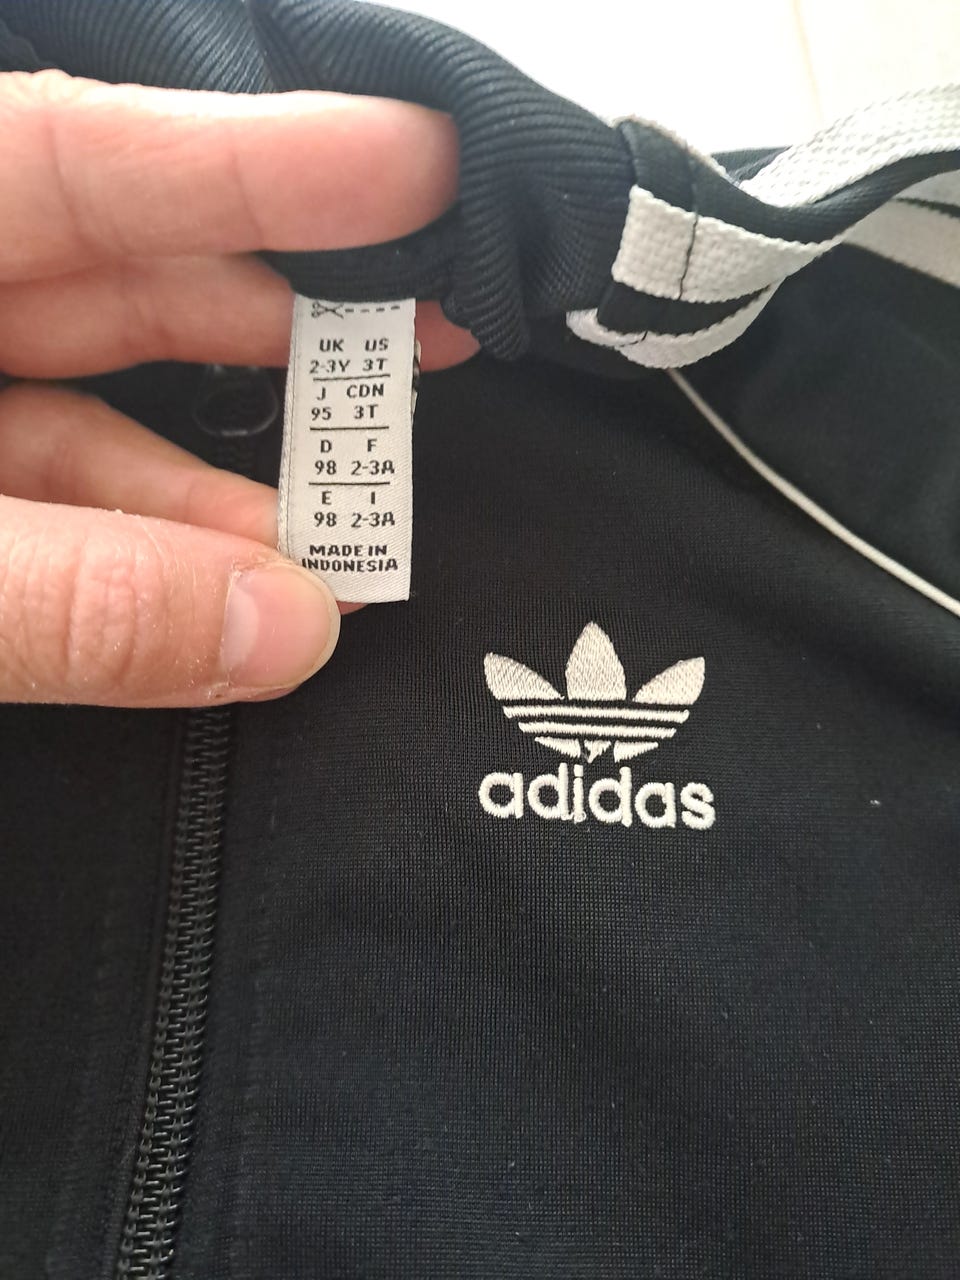 UK US
2-3Y 3T
J CDN
95 3T
D F
98 2-3A
E I
98 2-3A
MADE IN
INDONESIA
adidas